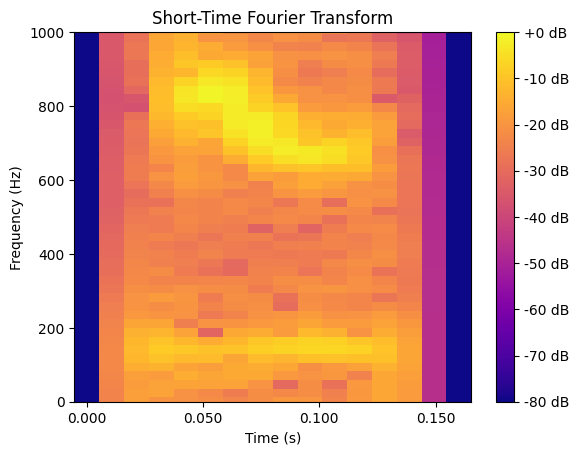 Short-Time Fourier Transform
1000
800
600
400
200
0
Frequency (Hz)
0.000
0.050
0.100
0.150
Time (s)
+0 dB
-10 dB
-20 dB
-30 dB
-40 dB
-50 dB
-60 dB
-70 dB
-80 dB